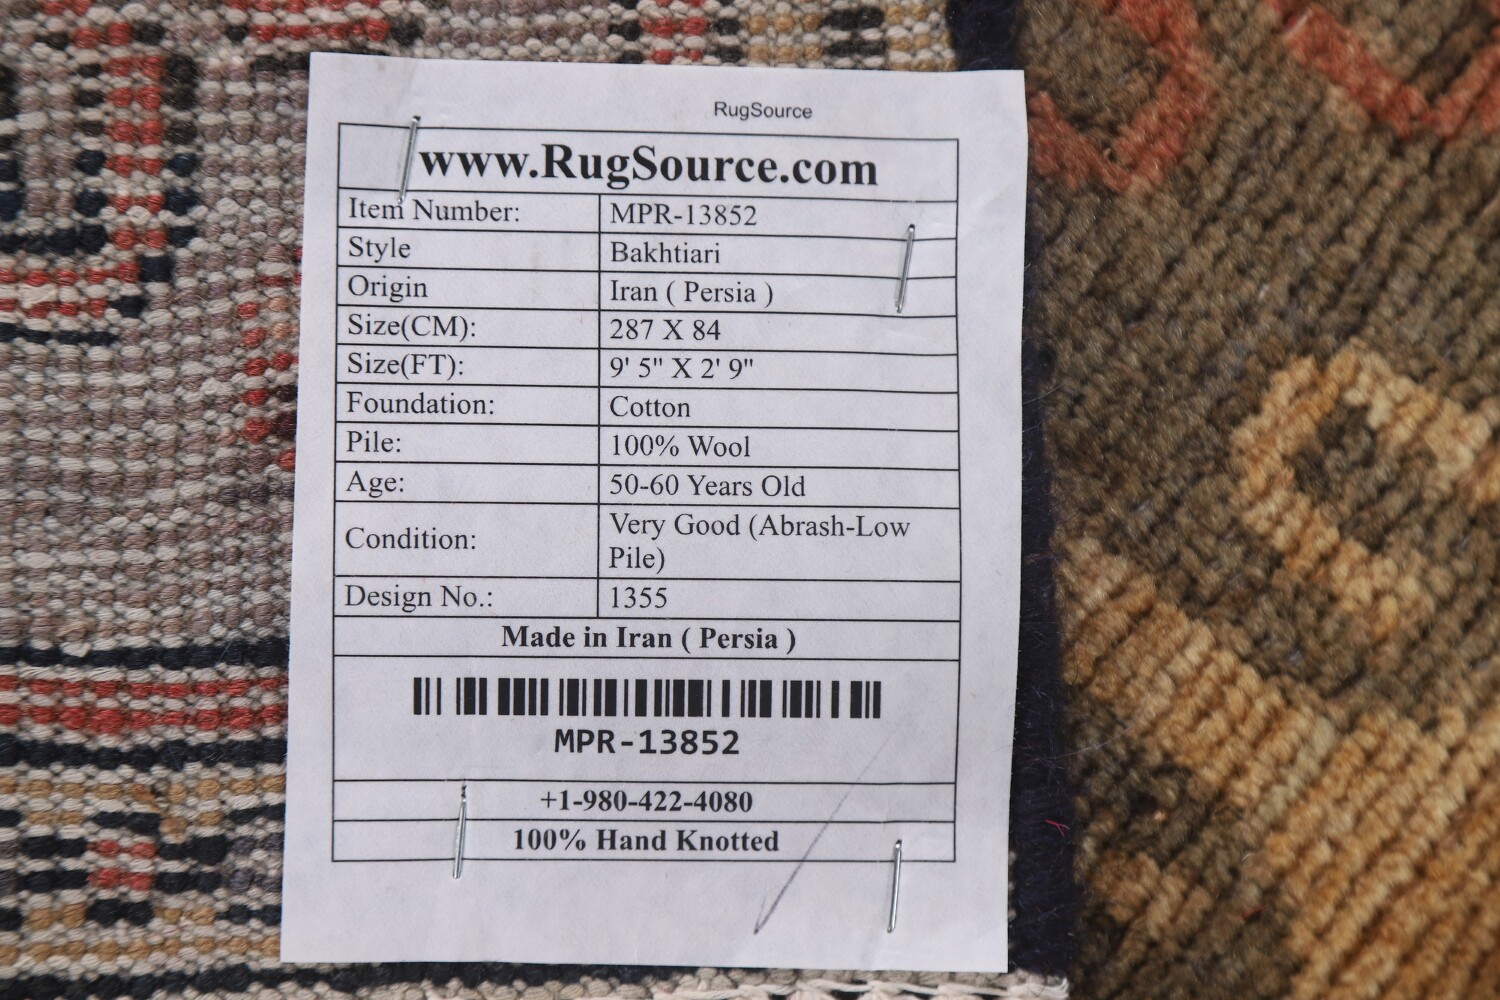 RugSource
www.RugSource.com
Item Number: MPR-13852
Style Bakhtiari
Origin Iran ( Persia )
Size(CM): 287 X 84
Size(FT): 9' 5" X 2' 9"
Foundation: Cotton
Pile: 100% Wool
Age: 50-60 Years Old
Condition: Very Good (Abrash-Low
Pile)
Design No.: 1355
Made in Iran ( Persia )
MPR-13852
+1-980-422-4080
100% Hand Knotted